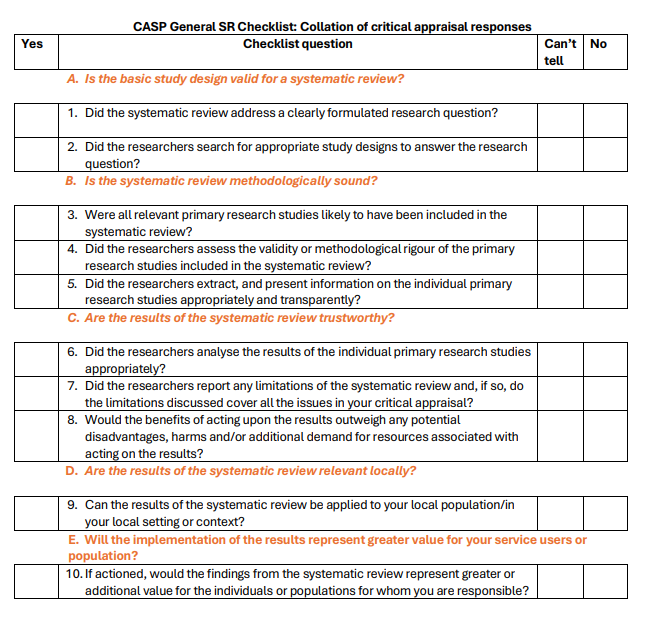 CASP General SR Checklist: Collation of critical appraisal responses
Yes Checklist question Can't No
tell
A. Is the basic study design valid for a systematic review?
1. Did the systematic review address a clearly formulated research question?
2. Did the researchers search for appropriate study designs to answer the research
question?
B. Is the systematic review methodologically sound?
3. Were all relevant primary research studies likely to have been included in the
systematic review?
4. Did the researchers assess the validity or methodological rigour of the primary
research studies included in the systematic review?
5. Did the researchers extract, and present information on the individual primary
research studies appropriately and transparently?
C. Are the results of the systematic review trustworthy?
6. Did the researchers analyse the results of the individual primary research studies
appropriately?
7. Did the researchers report any limitations of the systematic review and, if so, do
the limitations discussed cover all the issues in your critical appraisal?
8. Would the benefits of acting upon the results outweigh any potential
disadvantages, harms and/or additional demand for resources associated with
acting on the results?
D. Are the results of the systematic review relevant locally?
9. Can the results of the systematic review be applied to your local population/in
your local setting or context?
E. Will the implementation of the results represent greater value for your service users or
population?
10. If actioned, would the findings from the systematic review represent greater or
additional value for the individuals or populations for whom you are responsible?